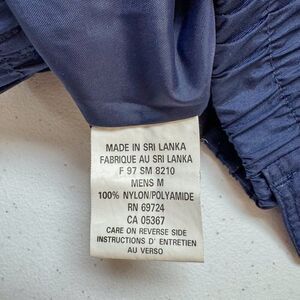 MADE IN SRI LANKA
FABRIQUE AU SRI LANKA
F 97 SM 8210
MENS M
100% NYLON/POLYAMIDE
RN 69724
CA 05367
CARE ON REVERSE SIDE
INSTRUCTIONS D' ENTRETIEN
AU VERSO